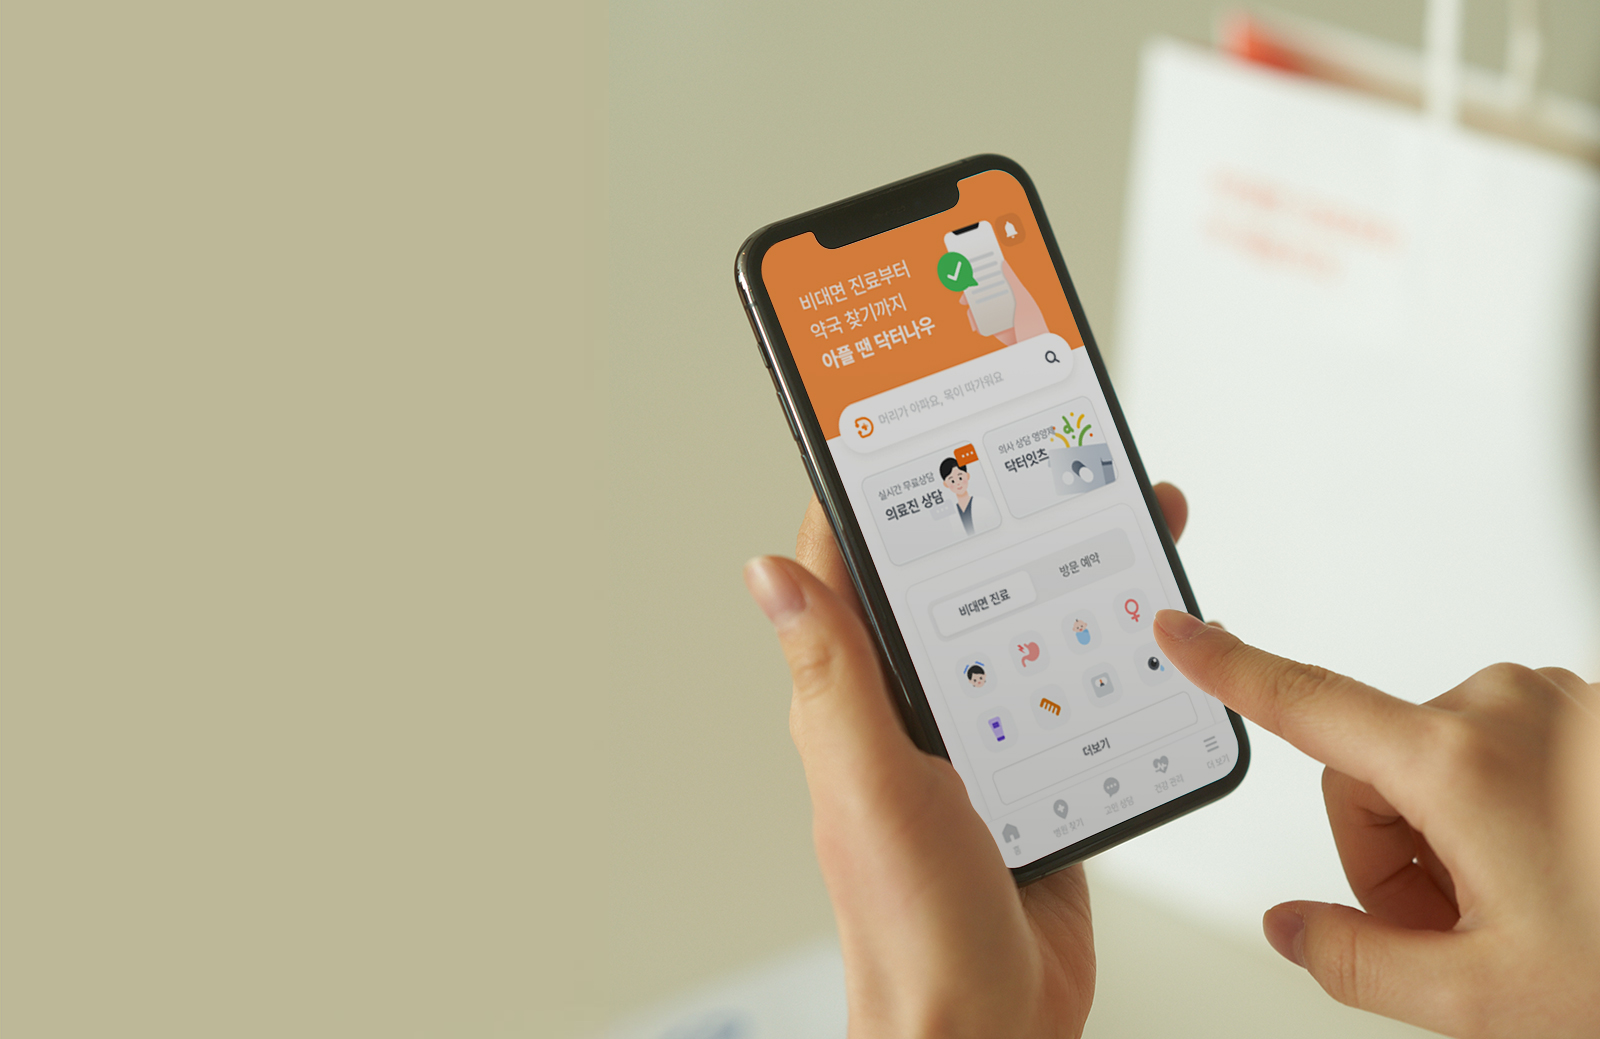 비대면 진료부터
약국 찾기까지
아플 땐 닥터나우
머리가 아파요, 목이 따가워요
실시간 무료상담
의료진 상담
의사 상담 영양제
닥터잇츠
비대면 진료
방문 예약
더보기
홈
병원 찾기
고민 상담
건강 관리
더 보기